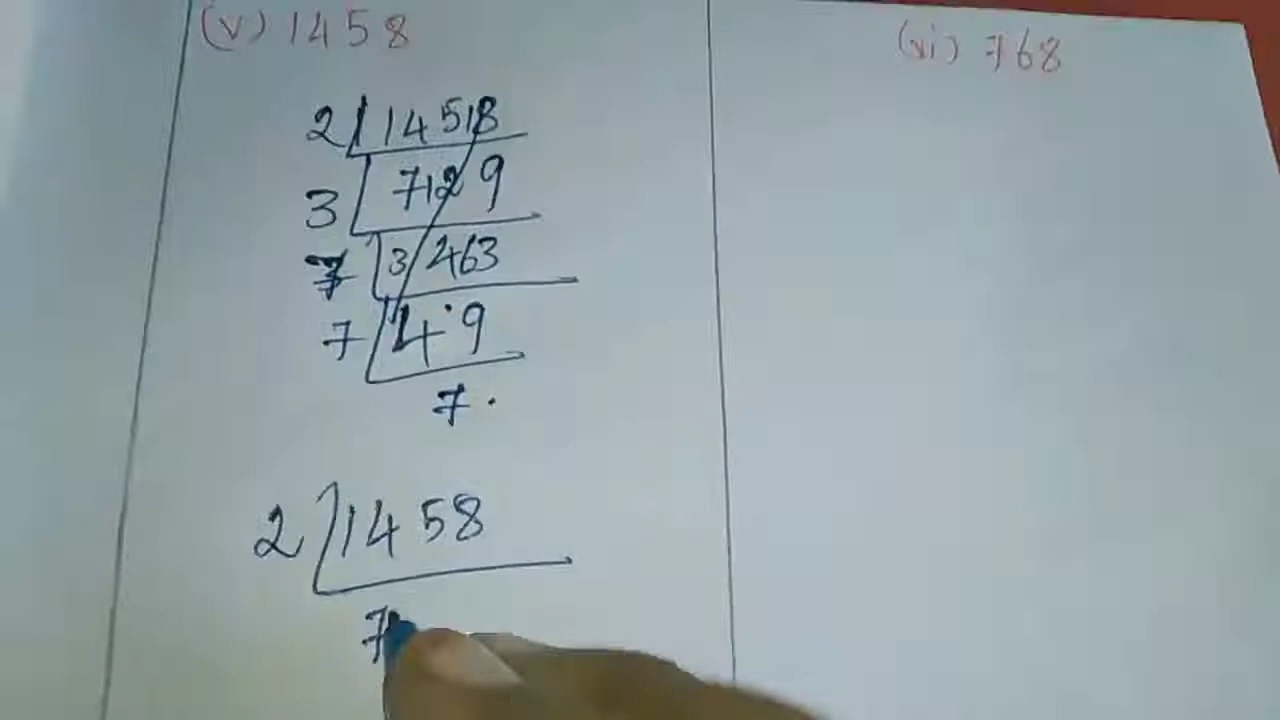 (v) 1458
(vi) 768
2 1458
3 729
7 3 463
7 49
7.
2 1458
7